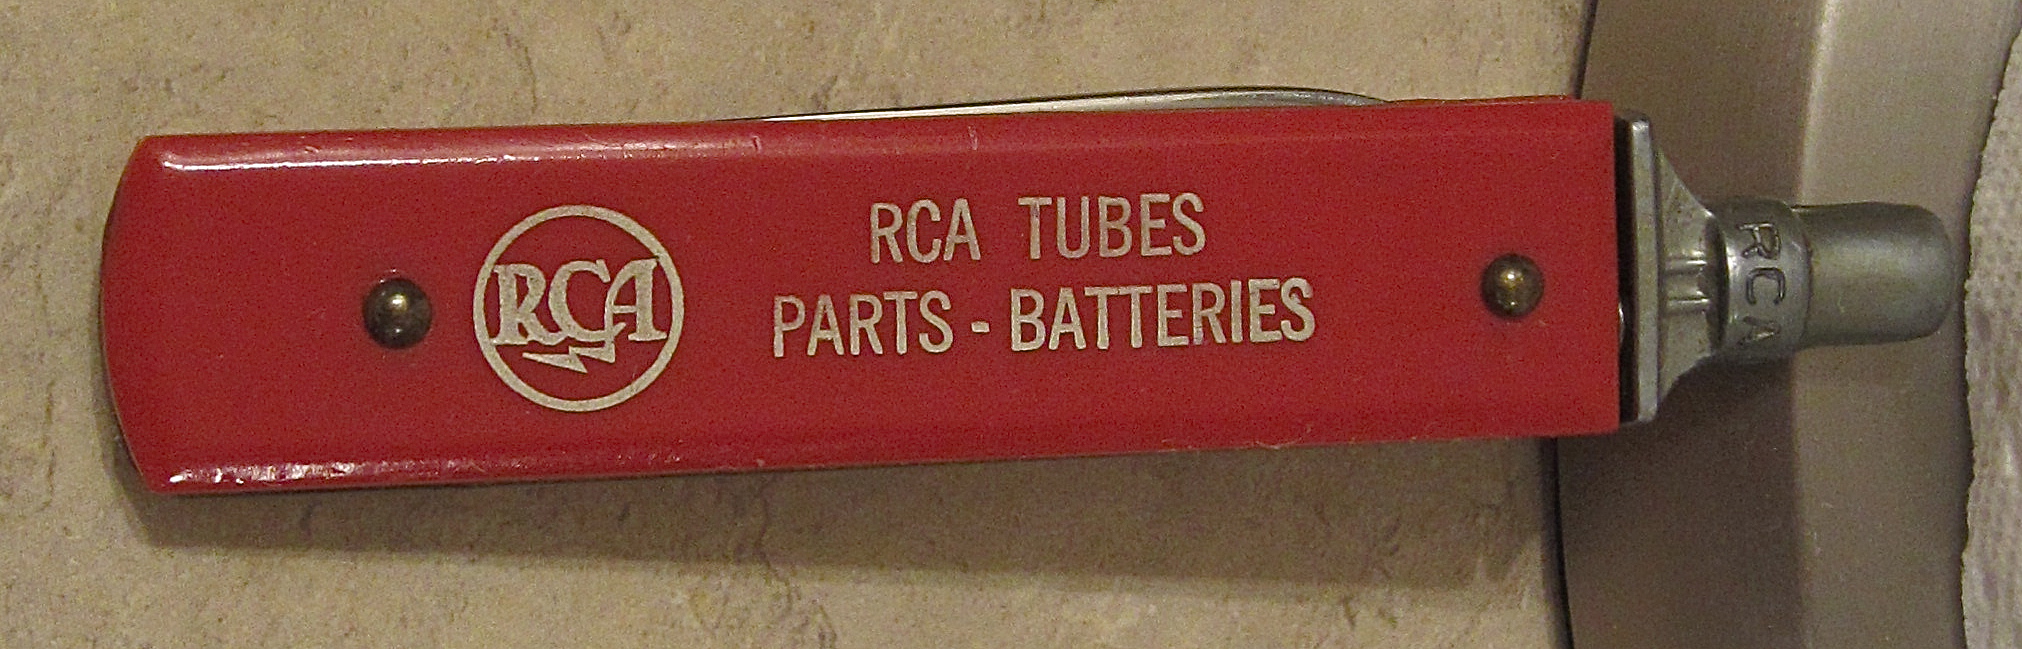 RCA
RCA TUBES
PARTS - BATTERIES
RCA